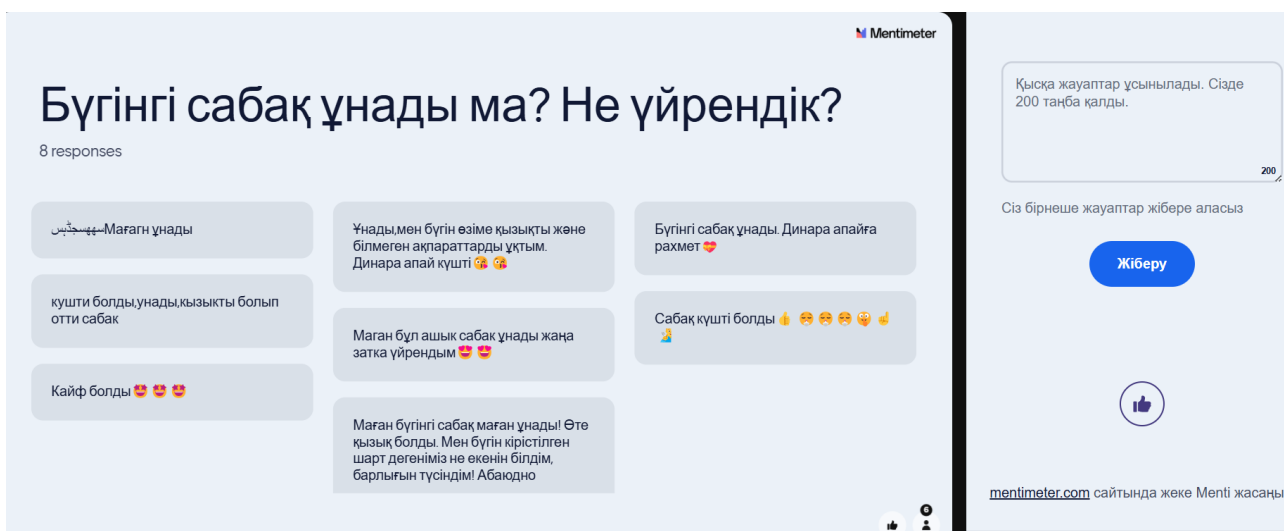 Mentimeter
Бүгінгі сабақ ұнады ма? Не үйрендік?
8 responses
Мағагн ұнады
кушти болды,унады,кызыкты болып
отти сабак
Кайф болды🤩 🤩 🤩
Ұнады,мен бүгін өзіме қызықты және
білмеген ақпараттарды ұқтым.
Динара апай күшті😘 😘
Маган бұл ашык сабак ұнады жаңа
затка үйрендым😍 😍
Маған бүгінгі сабақ маған ұнады! Өте
қызық болды. Мен бүгін кірістілген
шарт дегеніміз не екенін білдім,
барлығын түсіндім! Абаюдно
Бүгінгі сабақ ұнады. Динара апайға
рахмет💝
Сабақ күшті болды👍
6
Қысқа жауаптар ұсынылады. Сізде
200 таңба қалды.
200
Сіз бірнеше жауаптар жібере аласыз
Жіберу
mentimeter.com сайтында жеке Menti жасаңы